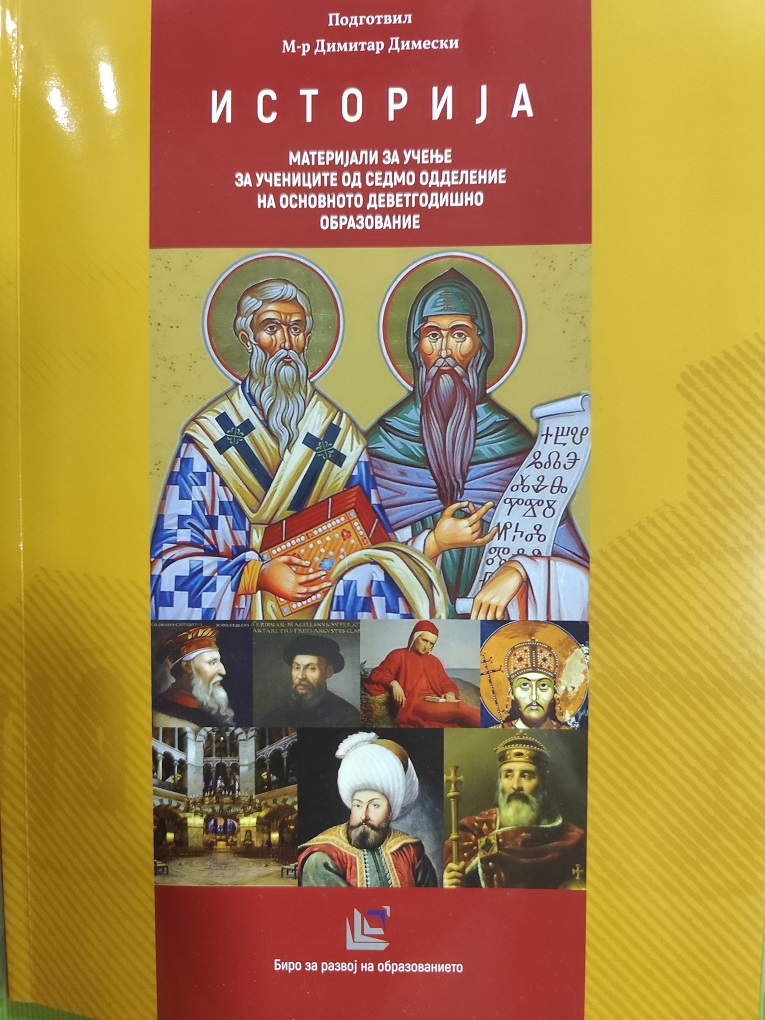 Подготвил
М-р Димитар Димески
ИСТОРИЈА
МАТЕРИЈАЛИ ЗА УЧЕЊЕ
ЗА УЧЕНИЦИТЕ ОД СЕДМО ОДДЕЛЕНИЕ
НА ОСНОВНОТО ДЕВЕТГОДИШНО
ОБРАЗОВАНИЕ
Биро за развој на образованието